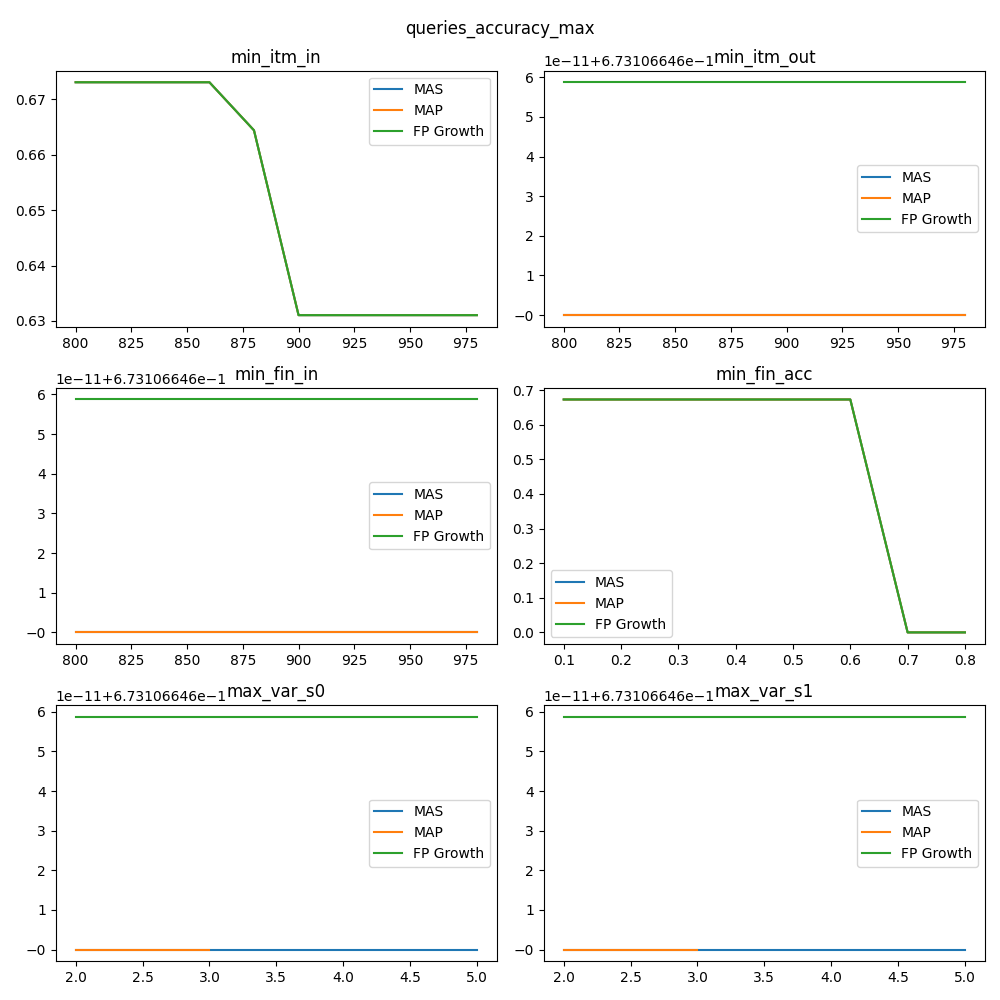 queries_accuracy_max
min_itm_in
0.67
0.66
0.65
0.64
0.63
800 825 850 875 900 925 950 975
MAS
MAP
FP Growth
1e−11+6.73106646e−1
min_itm_out
6
5
4
3
2
1
−0
800 825 850 875 900 925 950 975
MAS
MAP
FP Growth
1e−11+6.73106646e−1
min_fin_in
6
5
4
3
2
1
−0
800 825 850 875 900 925 950 975
MAS
MAP
FP Growth
min_fin_acc
0.7
0.6
0.5
0.4
0.3
0.2
0.1
0.0
0.1 0.2 0.3 0.4 0.5 0.6 0.7 0.8
MAS
MAP
FP Growth
1e−11+6.73106646e−1
max_var_s0
6
5
4
3
2
1
−0
2.0 2.5 3.0 3.5 4.0 4.5 5.0
MAS
MAP
FP Growth
1e−11+6.73106646e−1
max_var_s1
6
5
4
3
2
1
−0
2.0 2.5 3.0 3.5 4.0 4.5 5.0
MAS
MAP
FP Growth